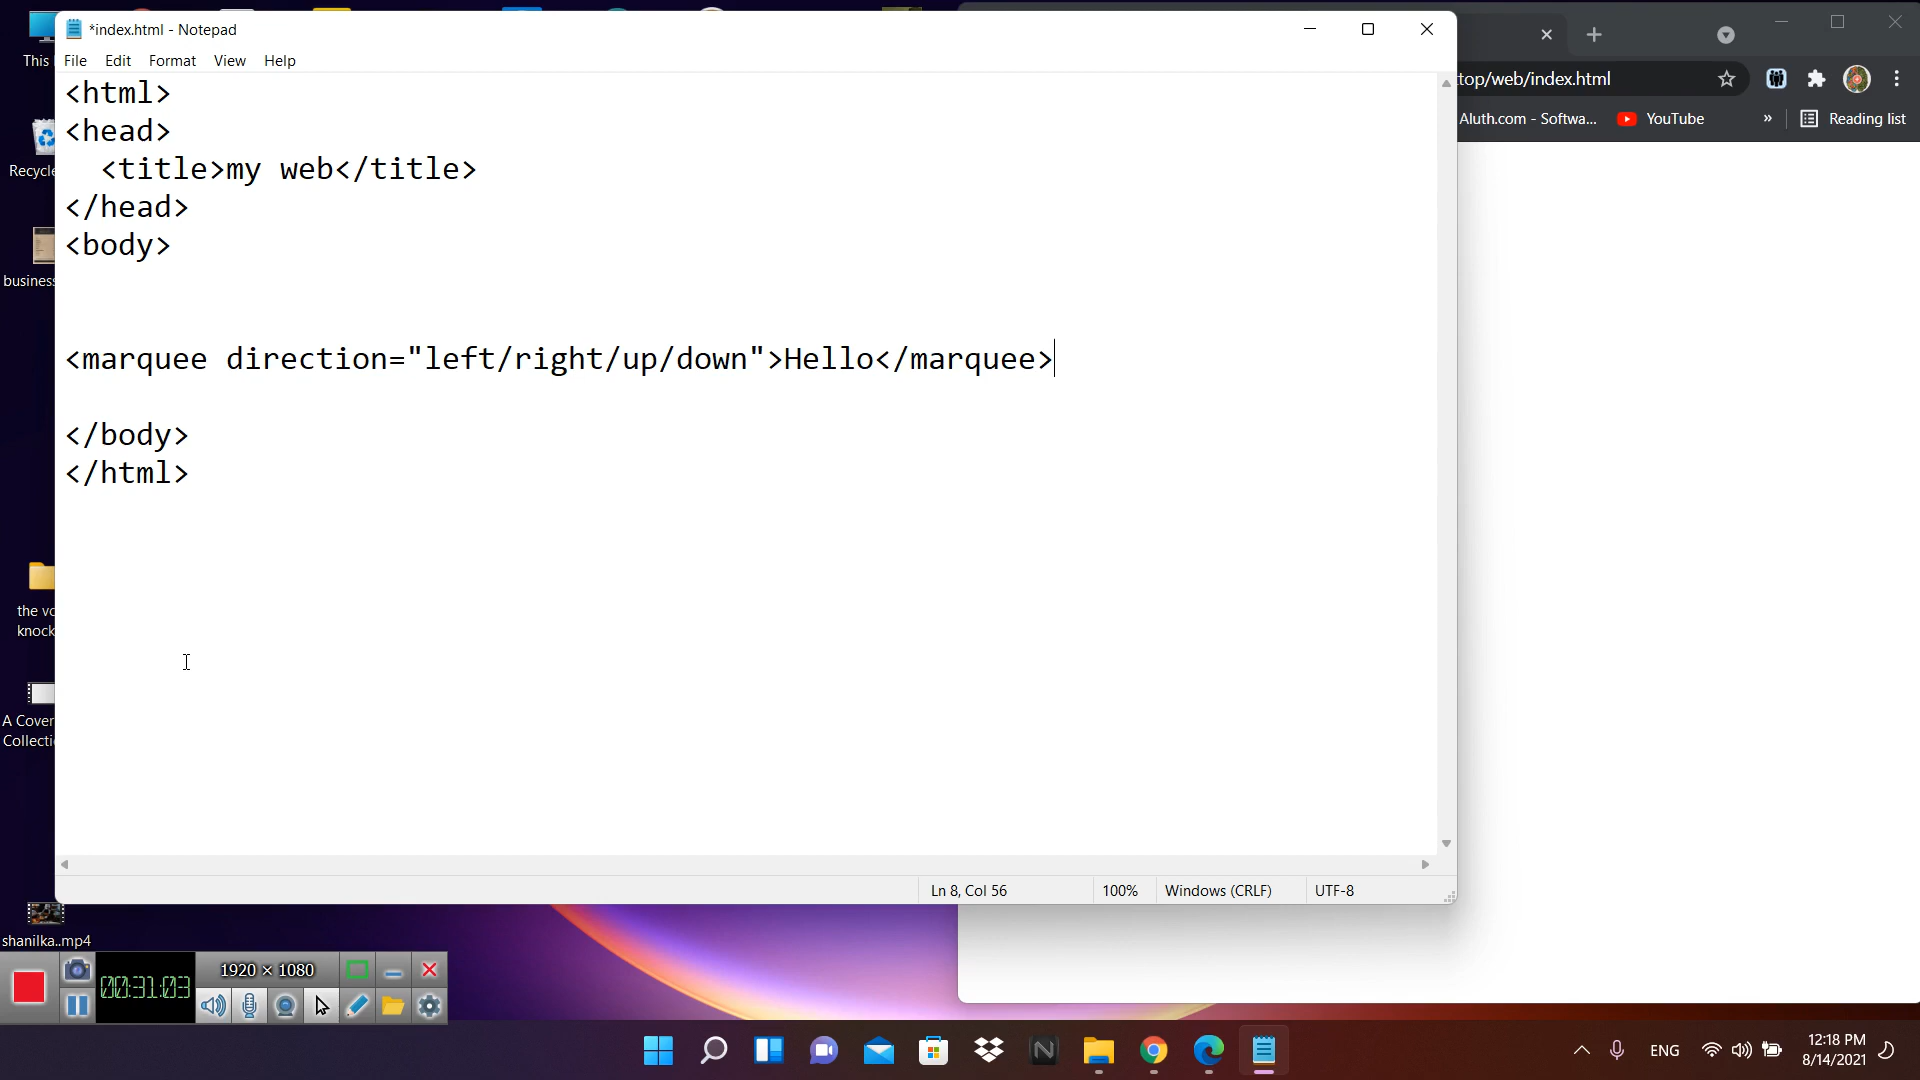 *index.html - Notepad
File Edit Format View Help
<html>
<head>
<title>my web</title>
</head>
<body>
<marquee direction="left/right/up/down">Hello</marquee>
</body>
</html>
Ln 8, Col 56 100% Windows (CRLF) UTF-8
top/web/index.html
Aluth.com - Softwa... YouTube » Reading list
This
Recycle
business
the vo
knock
A Cover
Collecti
shanilka..mp4
00:31:03
1920 × 1080
ENG
12:18 PM
8/14/2021